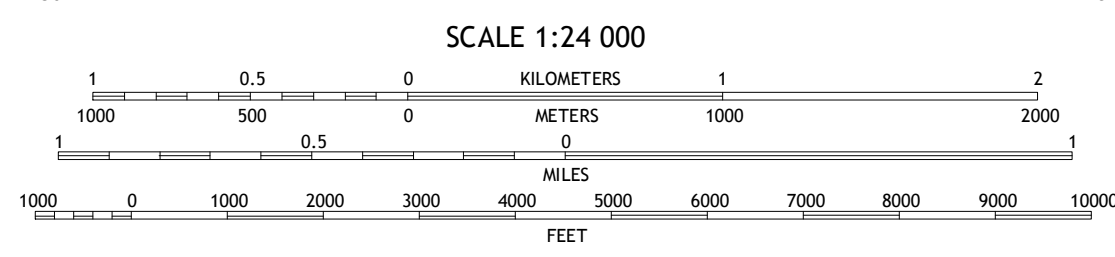 SCALE 1:24 000
1 0.5 0 KILOMETERS 1 2
1000 500 0 METERS 1000 2000
1 0.5 0 1
MILES
1000 0 1000 2000 3000 4000 5000 6000 7000 8000 9000 10000
FEET